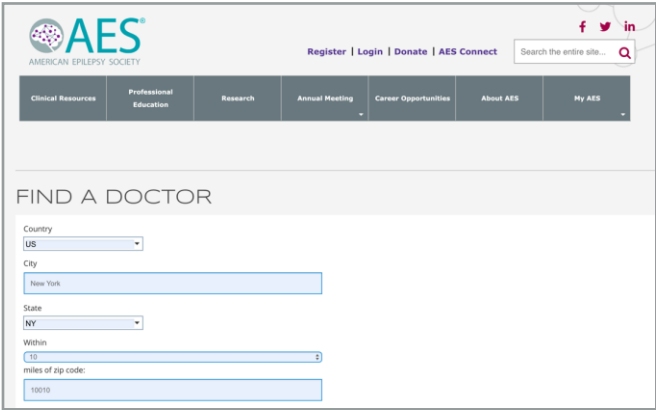 AES®
AMERICAN EPILEPSY SOCIETY
f in
Register | Login | Donate | AES Connect
Search the entire site...
Clinical Resources
Professional
Education
Research
Annual Meeting
Career Opportunities
About AES
My AES
FIND A DOCTOR
Country
US
City
New York
State
NY
Within
10
miles of zip code:
10010